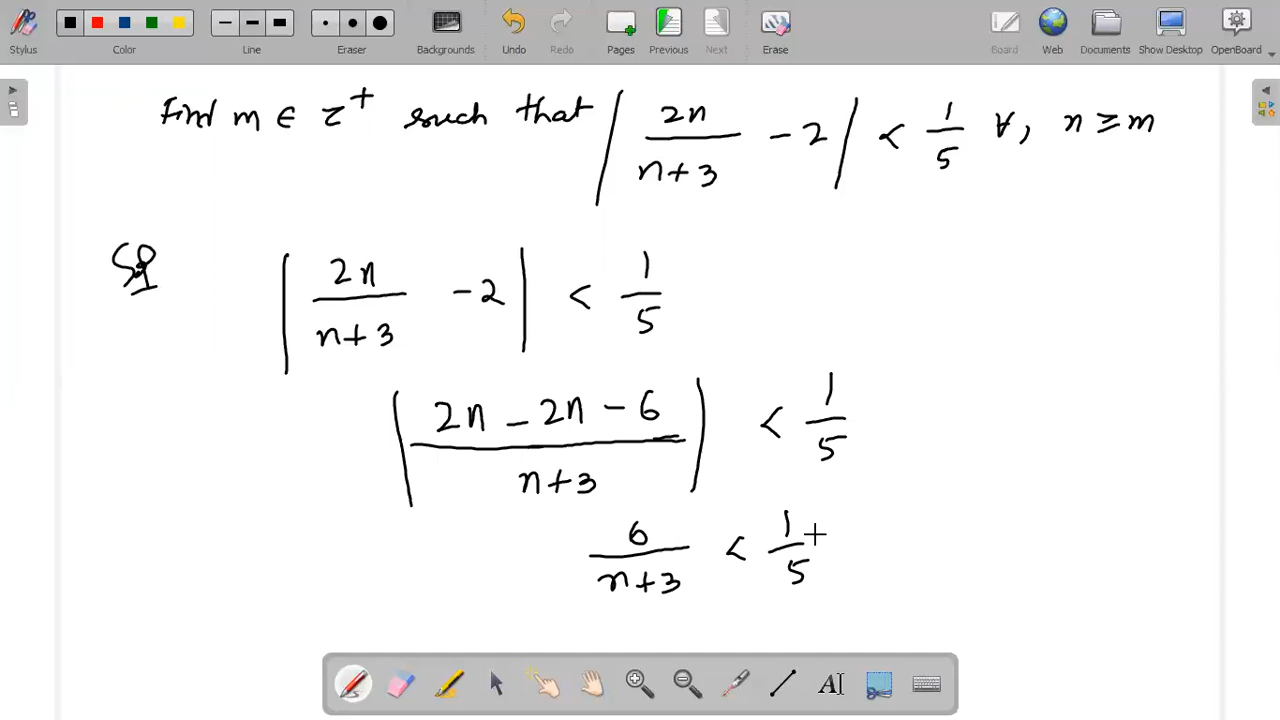 Stylus Color Line Eraser Backgrounds Undo Redo Pages Previous Next Erase Board Web Documents Show Desktop OpenBoard
Find m ∈ Z⁺ such that | 2n/(n+3) - 2 | < 1/5 ∀, n ≥ m
Sol
| 2n/(n+3) - 2 | < 1/5
| (2n - 2n - 6)/(n+3) | < 1/5
6/(n+3) < 1/5
AI